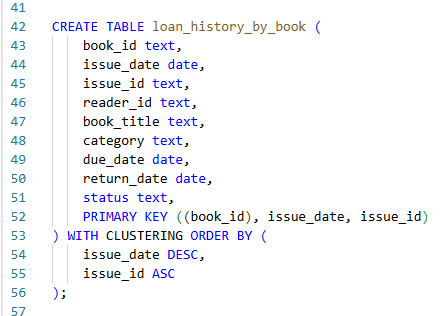 41
42 CREATE TABLE loan_history_by_book (
43     book_id text,
44     issue_date date,
45     issue_id text,
46     reader_id text,
47     book_title text,
48     category text,
49     due_date date,
50     return_date date,
51     status text,
52     PRIMARY KEY ((book_id), issue_date, issue_id)
53 ) WITH CLUSTERING ORDER BY (
54     issue_date DESC,
55     issue_id ASC
56 );
57